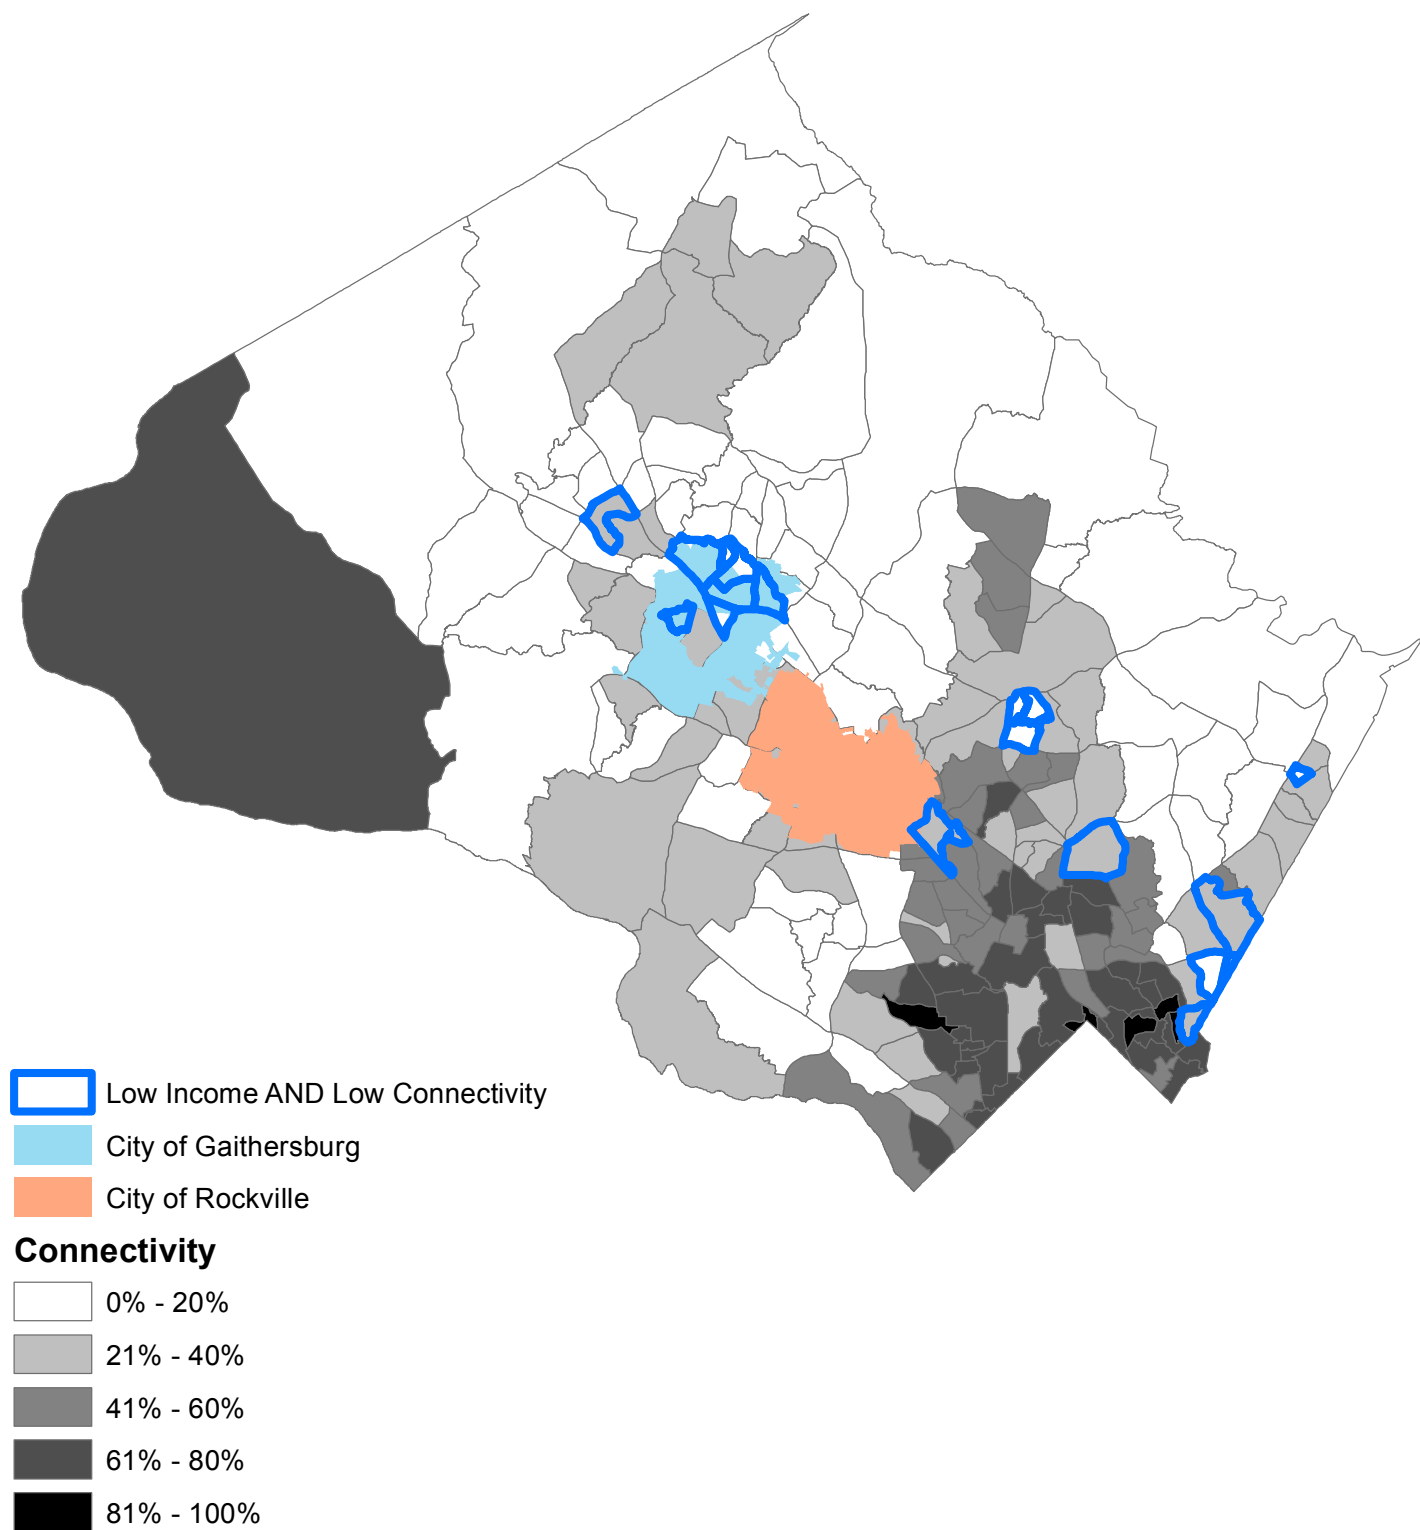 Low Income AND Low Connectivity
City of Gaithersburg
City of Rockville
Connectivity
0% - 20%
21% - 40%
41% - 60%
61% - 80%
81% - 100%